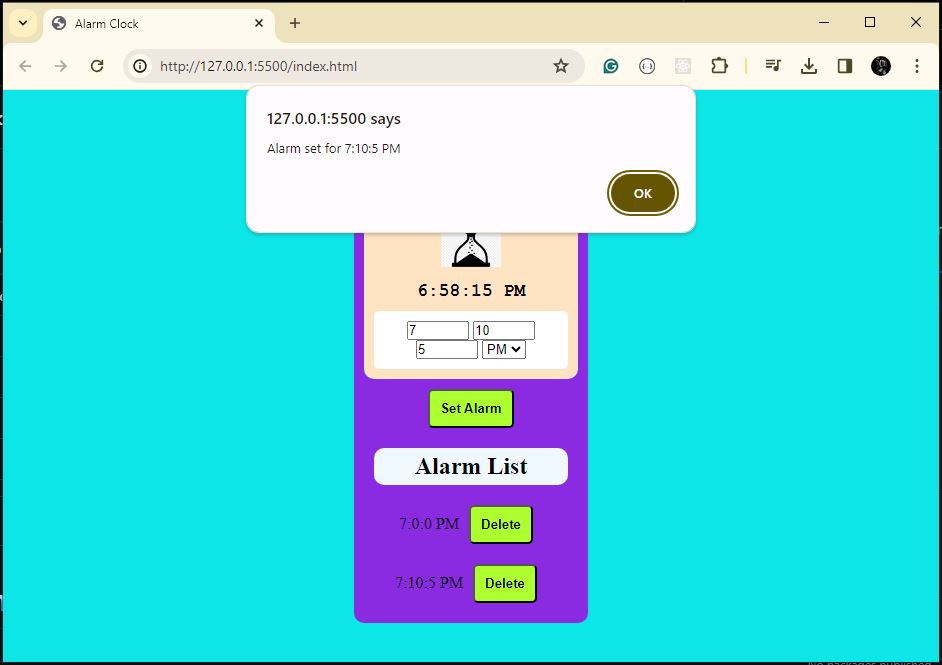 Alarm Clock
http://127.0.0.1:5500/index.html
127.0.0.1:5500 says
Alarm set for 7:10:5 PM
OK
6:58:15 PM
7 10
5 PM
Set Alarm
Alarm List
7:0:0 PM Delete
7:10:5 PM Delete